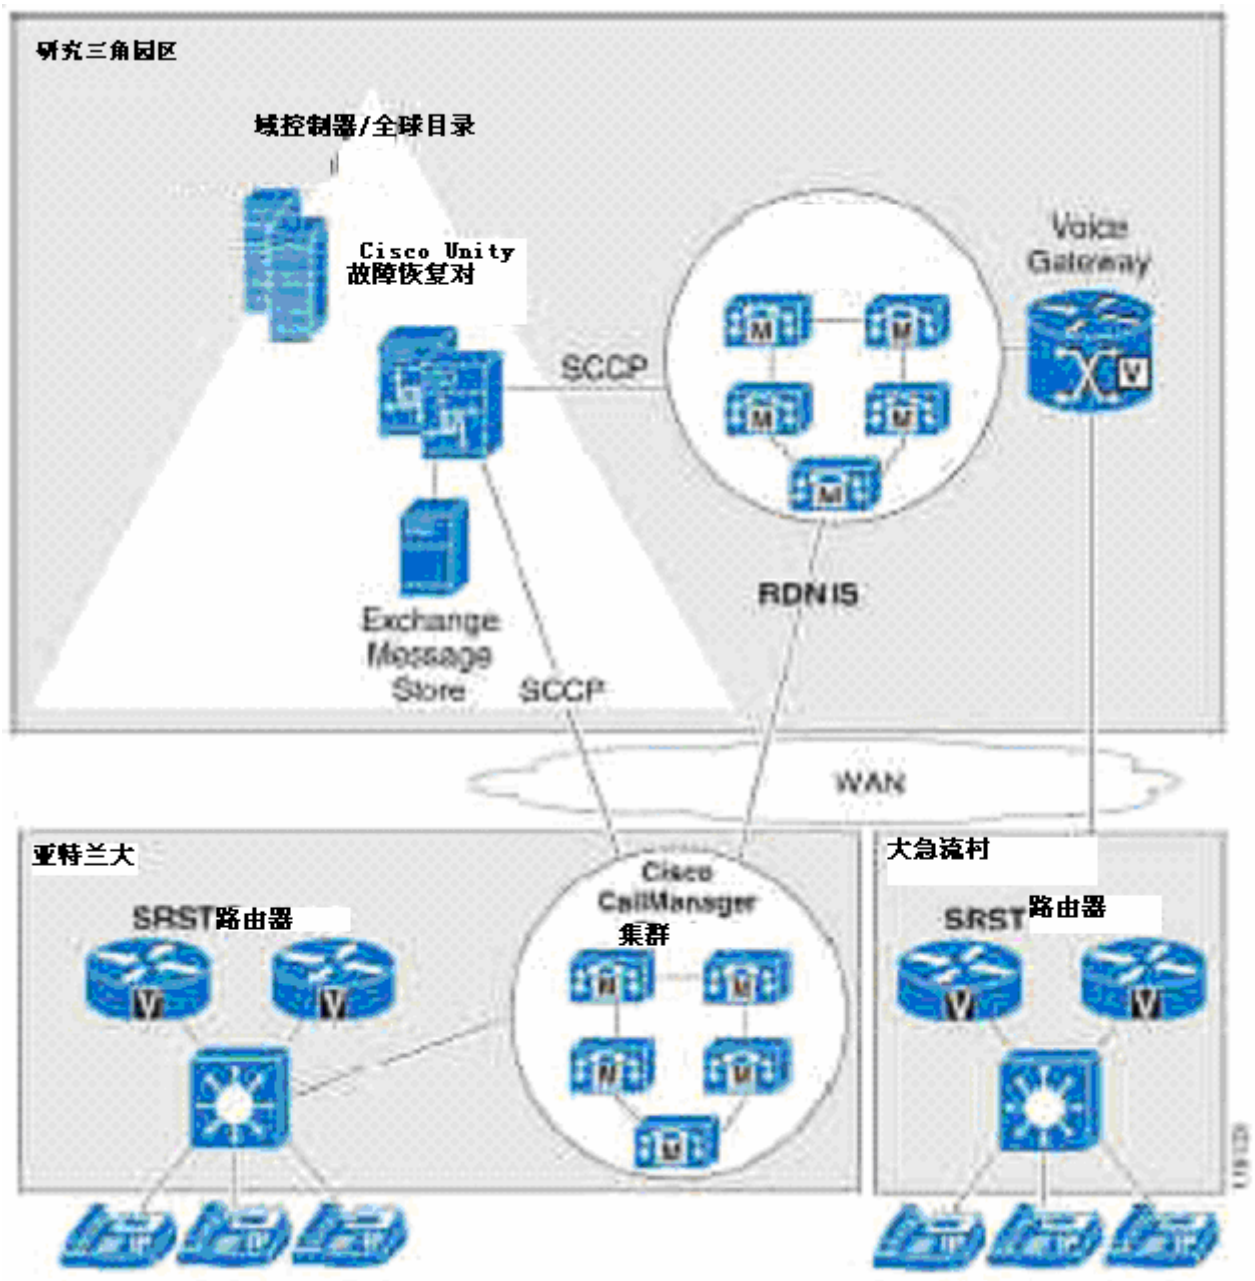 研究三角园区
域控制器/全球目录
Cisco Unity
故障恢复对
Voice
Gateway
M
M
M
M
M
V
SCCP
Exchange
Message
Store
SCCP
RDNIS
WAN
亚特兰大
SRST路由器
V
V
Cisco
CallManager
集群
M
M
M
M
M
大急流村
SRST路由器
V
V